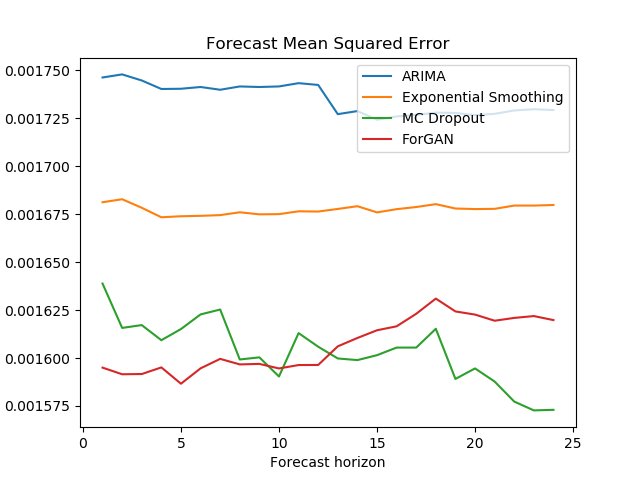 Forecast Mean Squared Error
0.001750
0.001725
0.001700
0.001675
0.001650
0.001625
0.001600
0.001575
ARIMA
Exponential Smoothing
MC Dropout
ForGAN
0 5 10 15 20 25
Forecast horizon